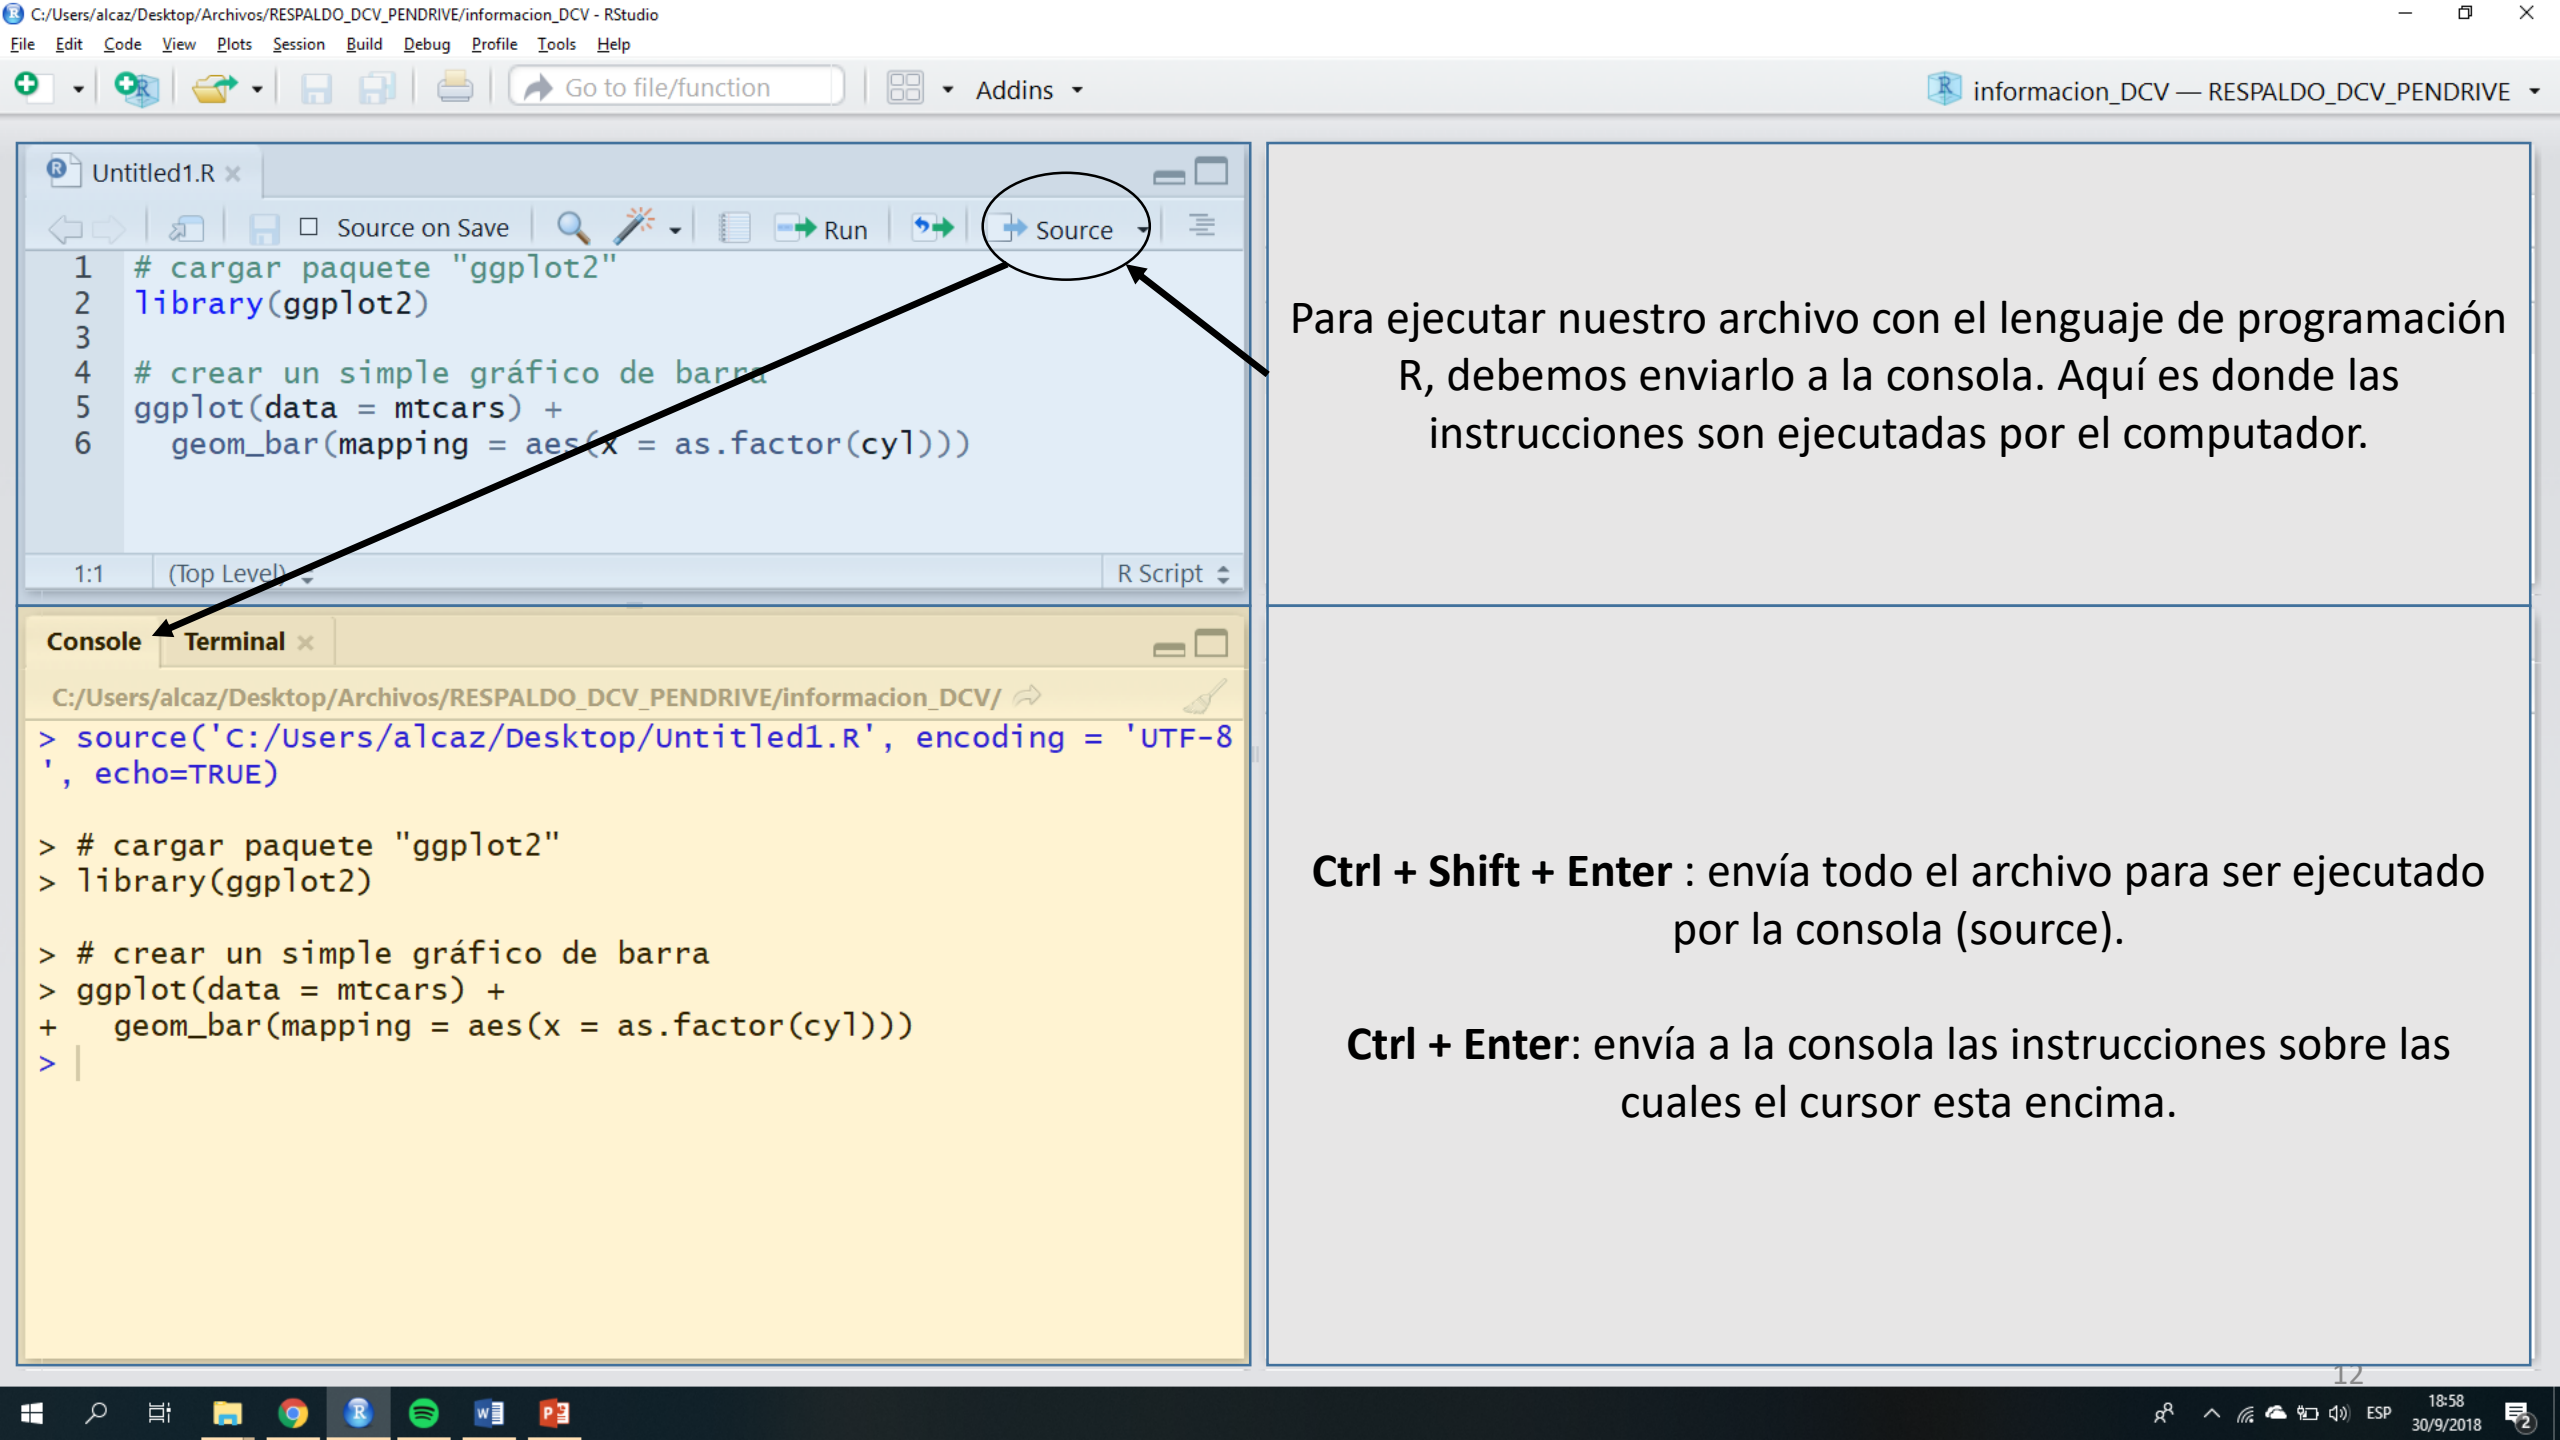 C:/Users/alcaz/Desktop/Archivos/RESPALDO_DCV_PENDRIVE/informacion_DCV - RStudio
File Edit Code View Plots Session Build Debug Profile Tools Help
Go to file/function
Addins
informacion_DCV — RESPALDO_DCV_PENDRIVE
Untitled1.R
Source on Save
Run
Source
1 # cargar paquete "ggplot2"
2 library(ggplot2)
3
4 # crear un simple gráfico de barra
5 ggplot(data = mtcars) +
6 geom_bar(mapping = aes(x = as.factor(cyl)))
1:1 (Top Level) R Script
Para ejecutar nuestro archivo con el lenguaje de programación
R, debemos enviarlo a la consola. Aquí es donde las
instrucciones son ejecutadas por el computador.
Console Terminal
C:/Users/alcaz/Desktop/Archivos/RESPALDO_DCV_PENDRIVE/informacion_DCV/
> source('C:/Users/alcaz/Desktop/Untitled1.R', encoding = 'UTF-8
', echo=TRUE)
> # cargar paquete "ggplot2"
> library(ggplot2)
> # crear un simple gráfico de barra
> ggplot(data = mtcars) +
+ geom_bar(mapping = aes(x = as.factor(cyl)))
>
Ctrl + Shift + Enter : envía todo el archivo para ser ejecutado
por la consola (source).
Ctrl + Enter: envía a la consola las instrucciones sobre las
cuales el cursor esta encima.
12
ESP
18:58
30/9/2018
2